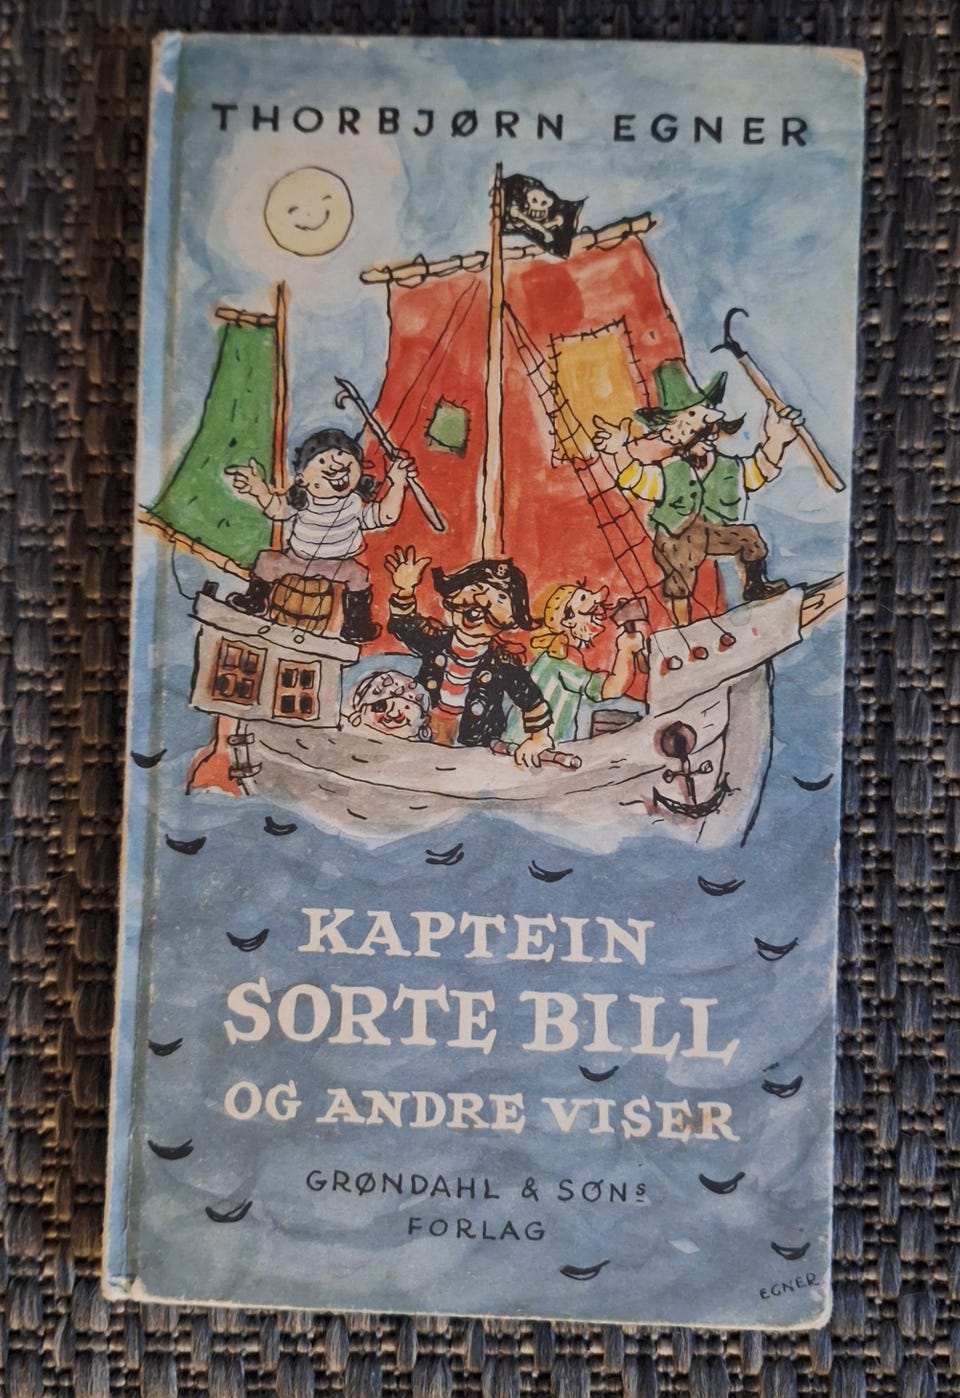 THORBJØRN EGNER
KAPTEIN
SORTE BILL
OG ANDRE VISER
GRØNDAHL & SØNs
FORLAG
EGNER